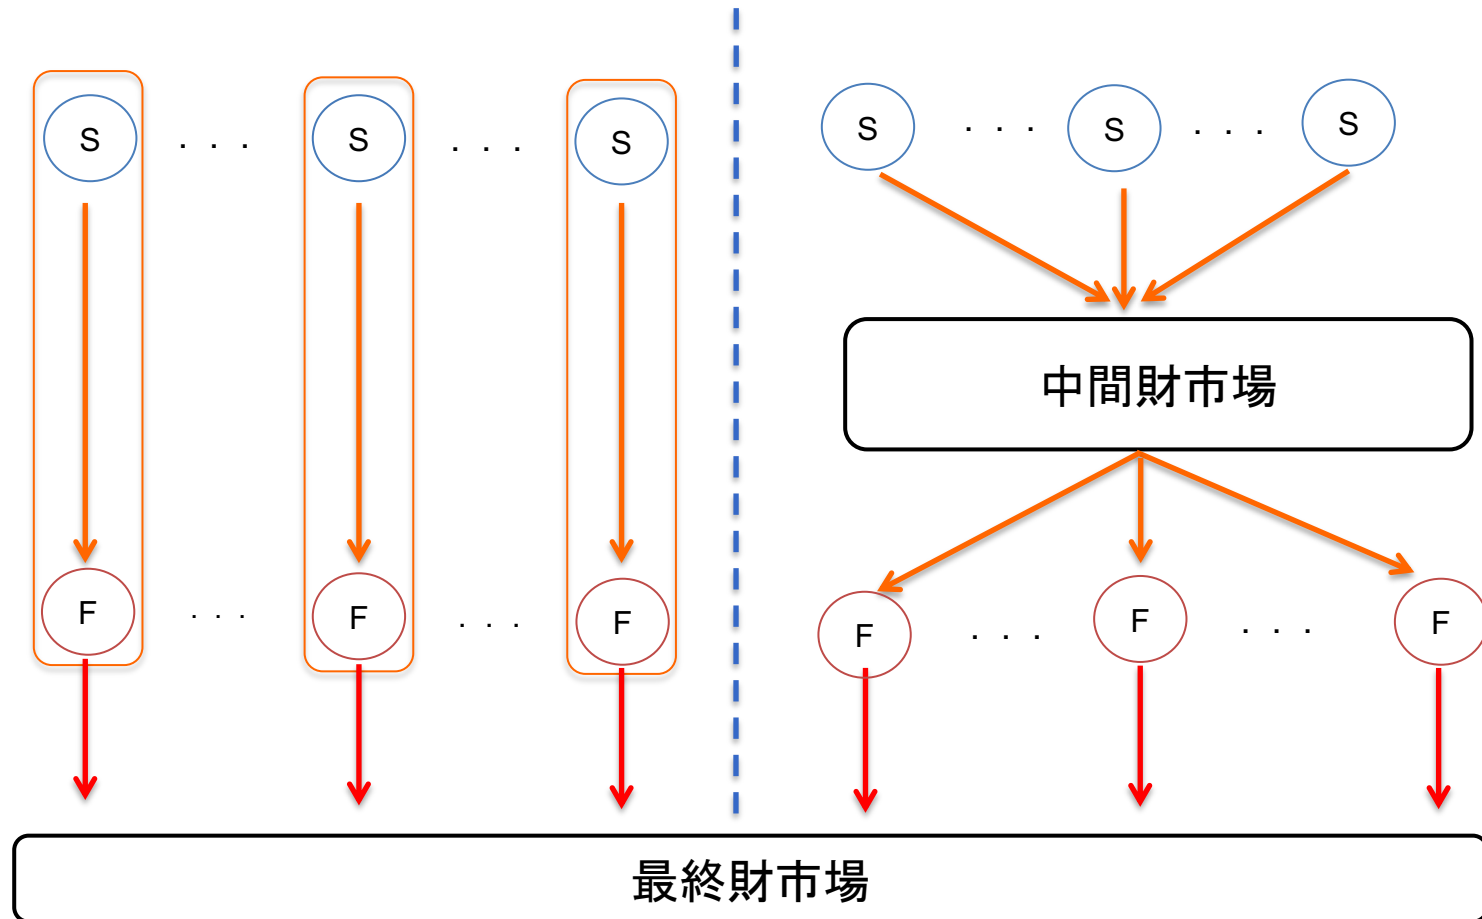 S . . . S . . . S
S . . . S . . . S
中間財市場
F . . . F . . . F
F . . . F . . . F
最終財市場